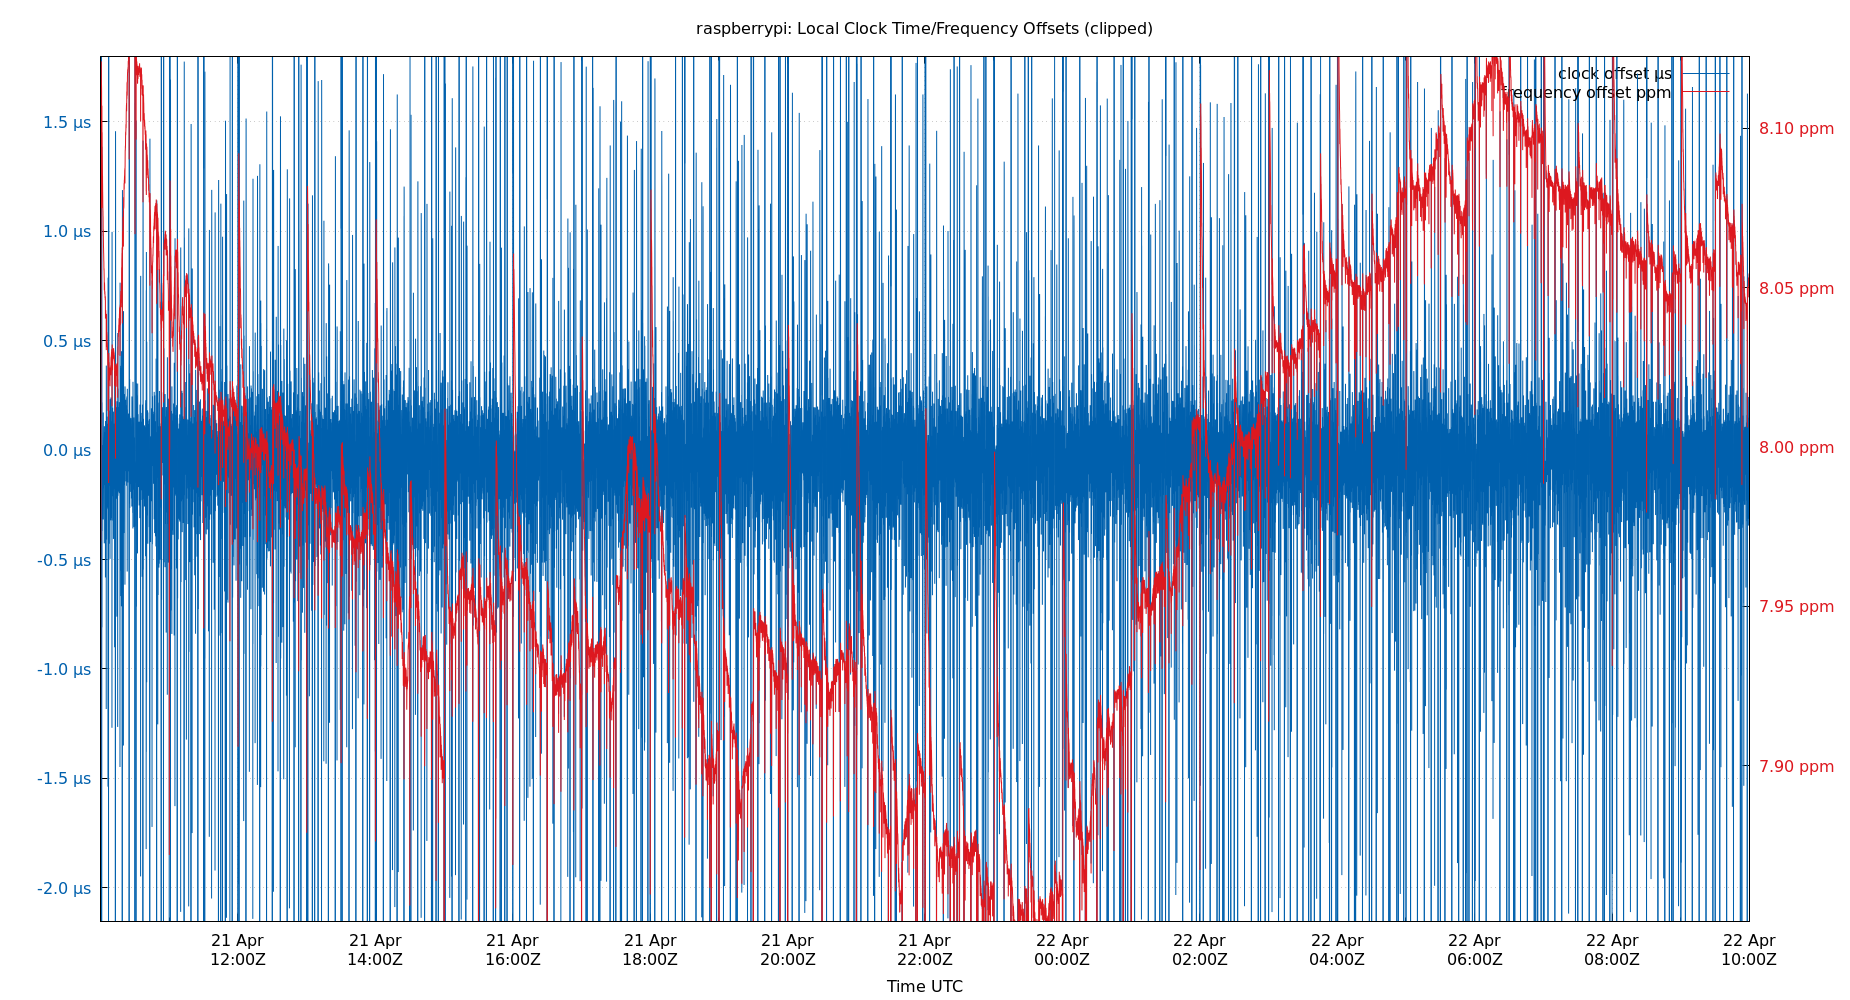 raspberrypi: Local Clock Time/Frequency Offsets (clipped)
clock offset µs
frequency offset ppm
1.5 µs
1.0 µs
0.5 µs
0.0 µs
-0.5 µs
-1.0 µs
-1.5 µs
-2.0 µs
8.10 ppm
8.05 ppm
8.00 ppm
7.95 ppm
7.90 ppm
21 Apr 21 Apr 21 Apr 21 Apr 21 Apr 21 Apr 22 Apr 22 Apr 22 Apr 22 Apr 22 Apr 22 Apr
12:00Z 14:00Z 16:00Z 18:00Z 20:00Z 22:00Z 00:00Z 02:00Z 04:00Z 06:00Z 08:00Z 10:00Z
Time UTC